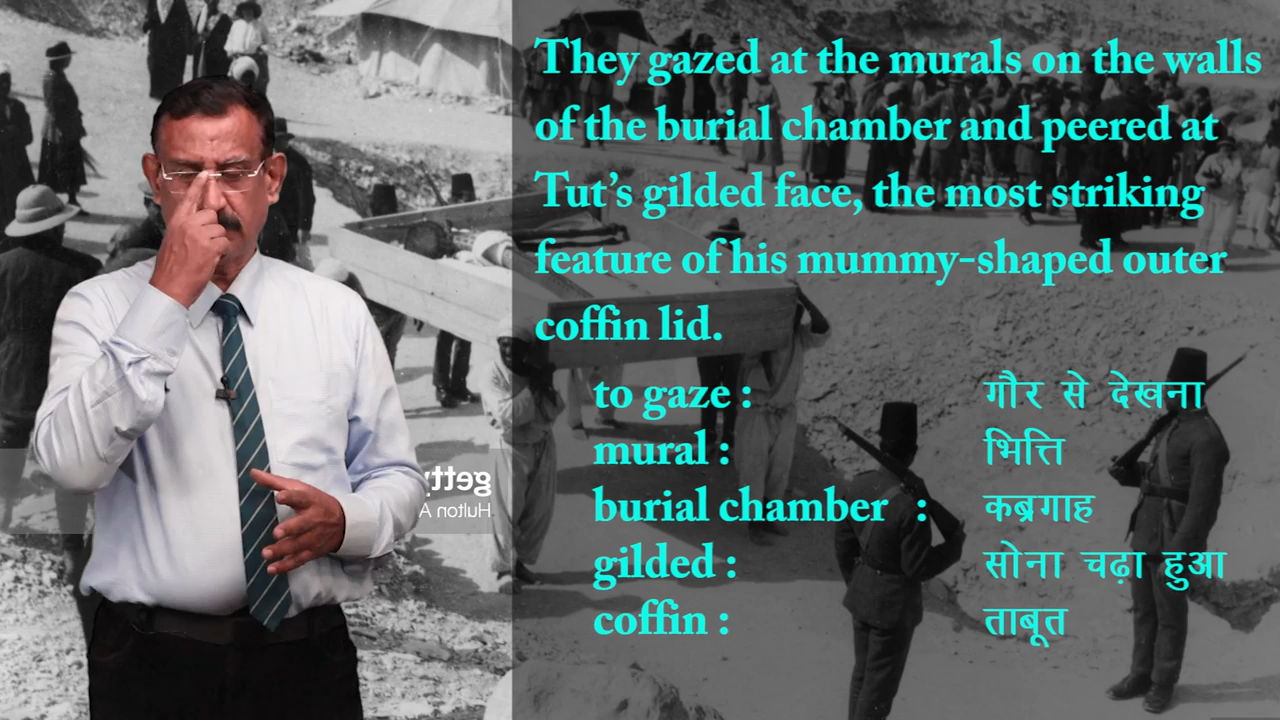 They gazed at the murals on the walls
of the burial chamber and peered at
Tut's gilded face, the most striking
feature of his mummy-shaped outer
coffin lid.
to gaze : गौर से देखना
mural : भित्ति
burial chamber : कब्रगाह
gilded : सोना चढ़ा हुआ
coffin : ताबूत
getty
Hulton A